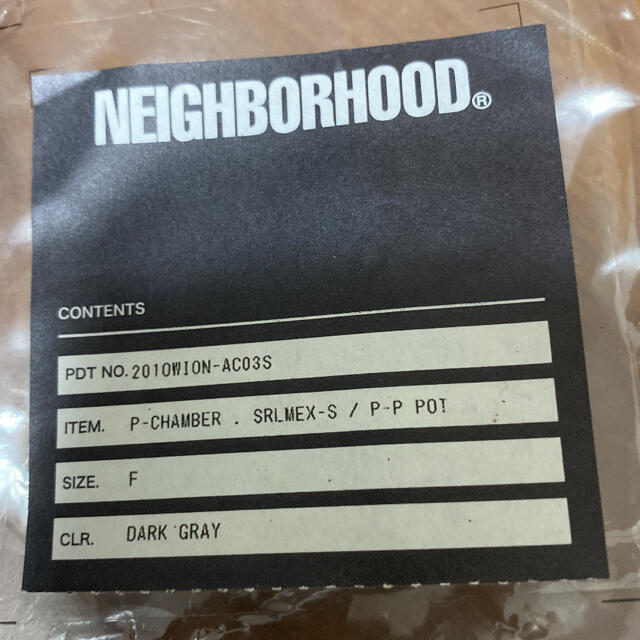 NEIGHBORHOOD®
CONTENTS
PDT NO. 2010WION-AC03S
ITEM. P-CHAMBER . SRLMEX-S / P-P POT
SIZE. F
CLR. DARK GRAY